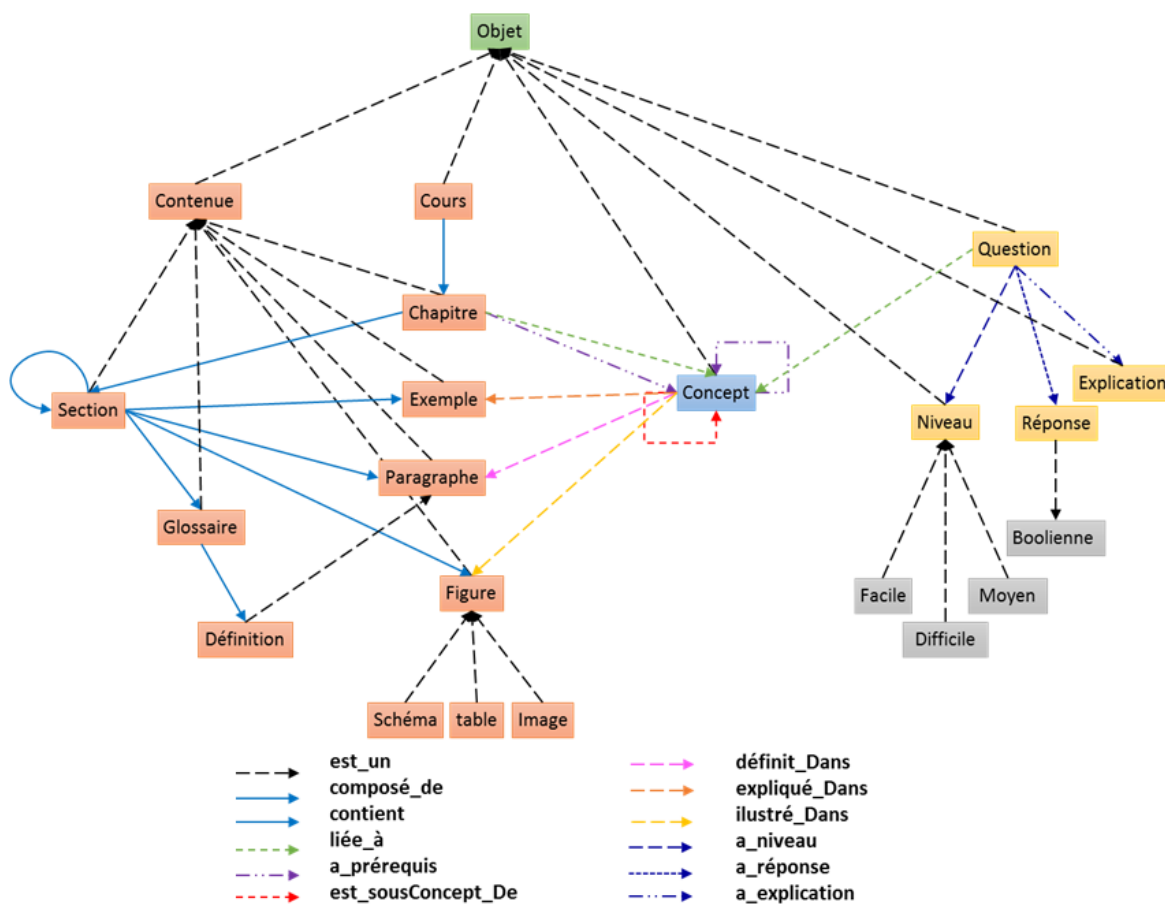 Objet
Contenue
Cours
Question
Chapitre
Explication
Section
Exemple
Concept
Niveau
Réponse
Paragraphe
Glossaire
Boolienne
Figure
Facile
Moyen
Définition
Difficile
Schéma
table
Image
est_un
composé_de
contient
liée_à
a_prérequis
est_sousConcept_De
définit_Dans
expliqué_Dans
ilustré_Dans
a_niveau
a_réponse
a_explication